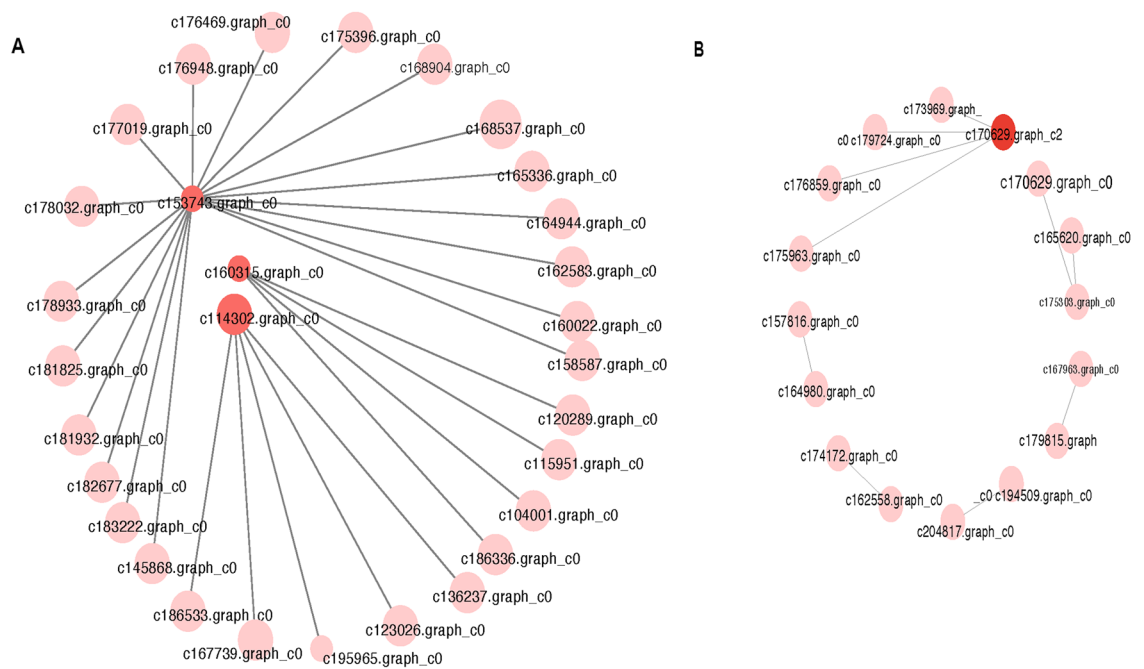 A
c176469.graph_c0
c175396.graph_c0
c176948.graph_c0
c168904.graph_c0
c177019.graph_c0
c168537.graph_c0
c165336.graph_c0
c153743.graph_c0
c178032.graph_c0
c164944.graph_c0
c160315.graph_c0
c162583.graph_c0
c178933.graph_c0
c114302.graph_c0
c160022.graph_c0
c158587.graph_c0
c181825.graph_c0
c120289.graph_c0
c181932.graph_c0
c115951.graph_c0
c182677.graph_c0
c104001.graph_c0
c183222.graph_c0
c186336.graph_c0
c145868.graph_c0
c136237.graph_c0
c186533.graph_c0
c123026.graph_c0
c167739.graph_c0
c195965.graph_c0
B
c173969.graph_
c170629.graph_c2
c0 c179724.graph_c0
c176859.graph_c0
c170629.graph_c0
c165620.graph_c0
c175963.graph_c0
c175303.graph_c0
c157816.graph_c0
c167963.graph_c0
c164980.graph_c0
c179815.graph
c174172.graph_c0
_c0 c194509.graph_c0
c162558.graph_c0
c204817.graph_c0